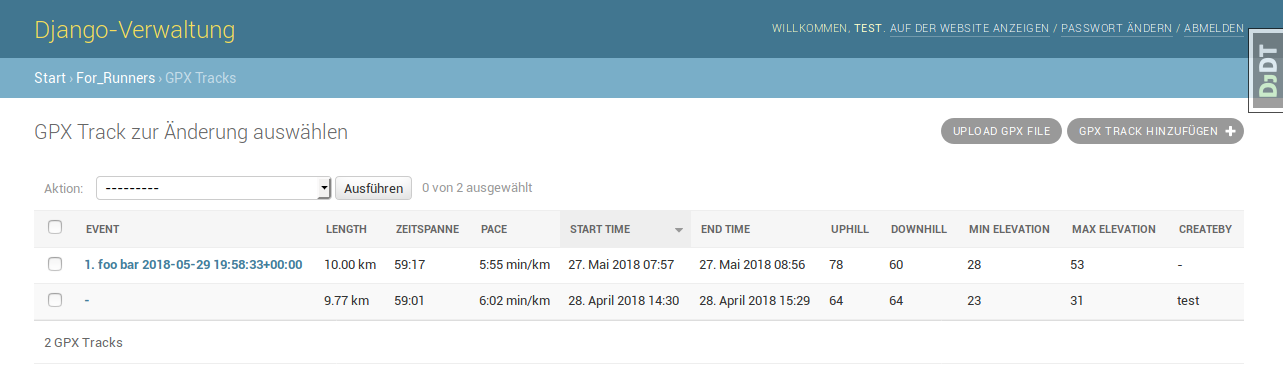 Django-Verwaltung
WILLKOMMEN, TEST. AUF DER WEBSITE ANZEIGEN / PASSWORT ÄNDERN / ABMELDEN
DjDT
Start › For_Runners › GPX Tracks
GPX Track zur Änderung auswählen
UPLOAD GPX FILE GPX TRACK HINZUFÜGEN +
Aktion: --------- Ausführen 0 von 2 ausgewählt
EVENT LENGTH ZEITSPANNE PACE START TIME END TIME UPHILL DOWNHILL MIN ELEVATION MAX ELEVATION CREATEBY
1. foo bar 2018-05-29 19:58:33+00:00 10.00 km 59:17 5:55 min/km 27. Mai 2018 07:57 27. Mai 2018 08:56 78 60 28 53 -
- 9.77 km 59:01 6:02 min/km 28. April 2018 14:30 28. April 2018 15:29 64 64 23 31 test
2 GPX Tracks